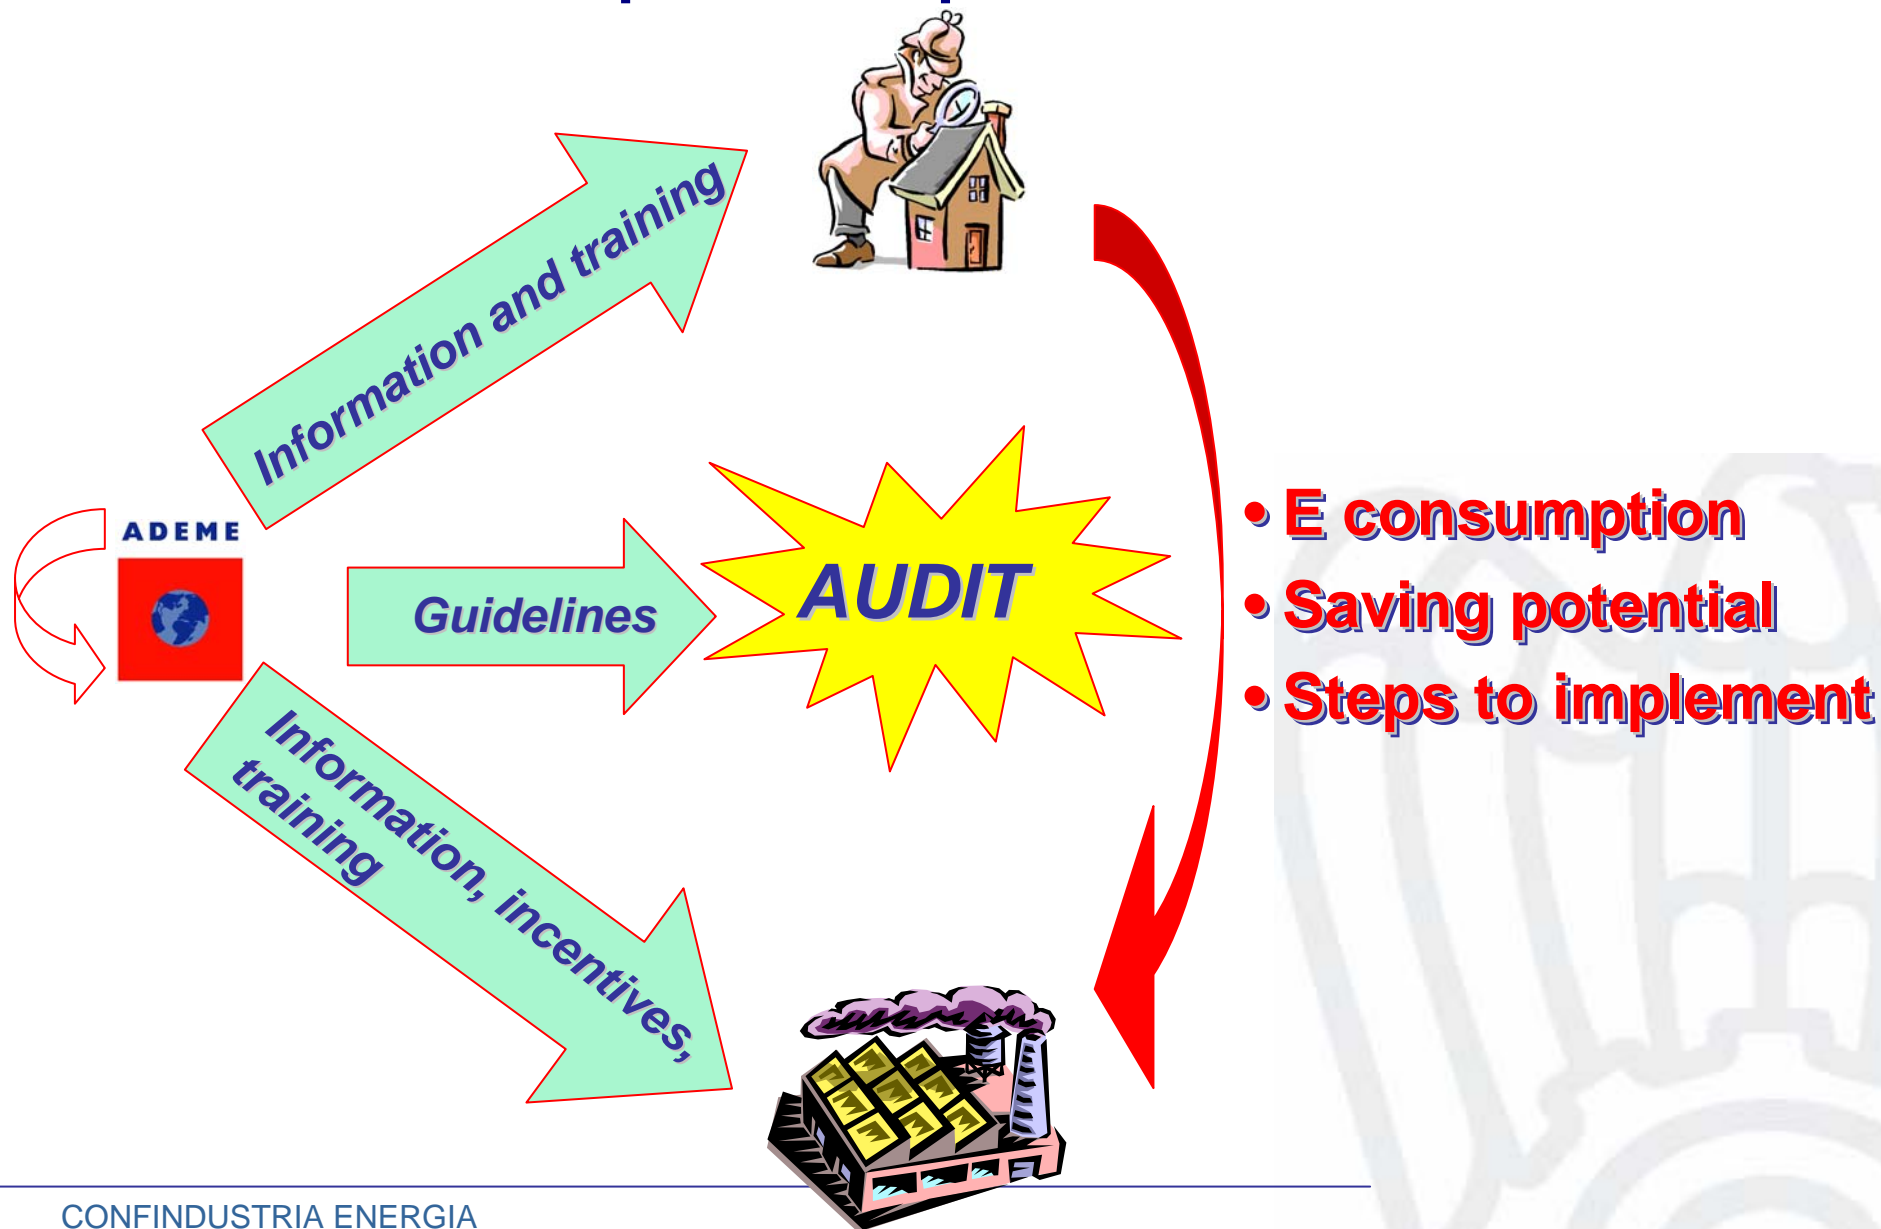 Information and training
ADEME
Guidelines
AUDIT
• E consumption
• Saving potential
• Steps to implement
Information, incentives,
training
CONFINDUSTRIA ENERGIA